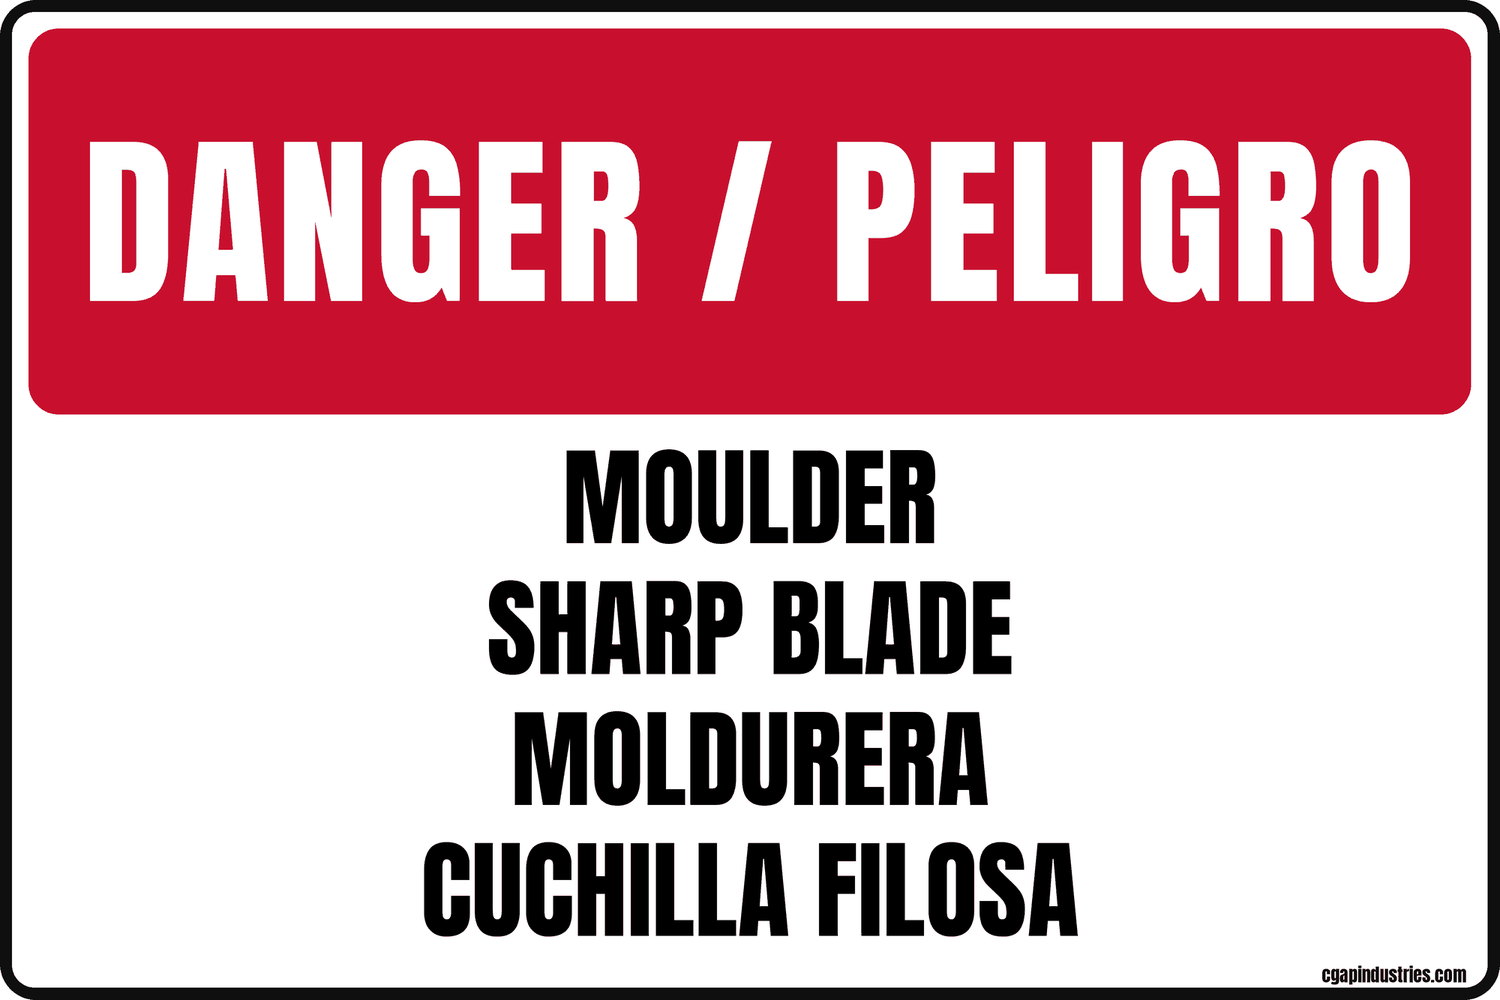 DANGER / PELIGRO
MOULDER
SHARP BLADE
MOLDURERA
CUCHILLA FILOSA
cgapindustries.com